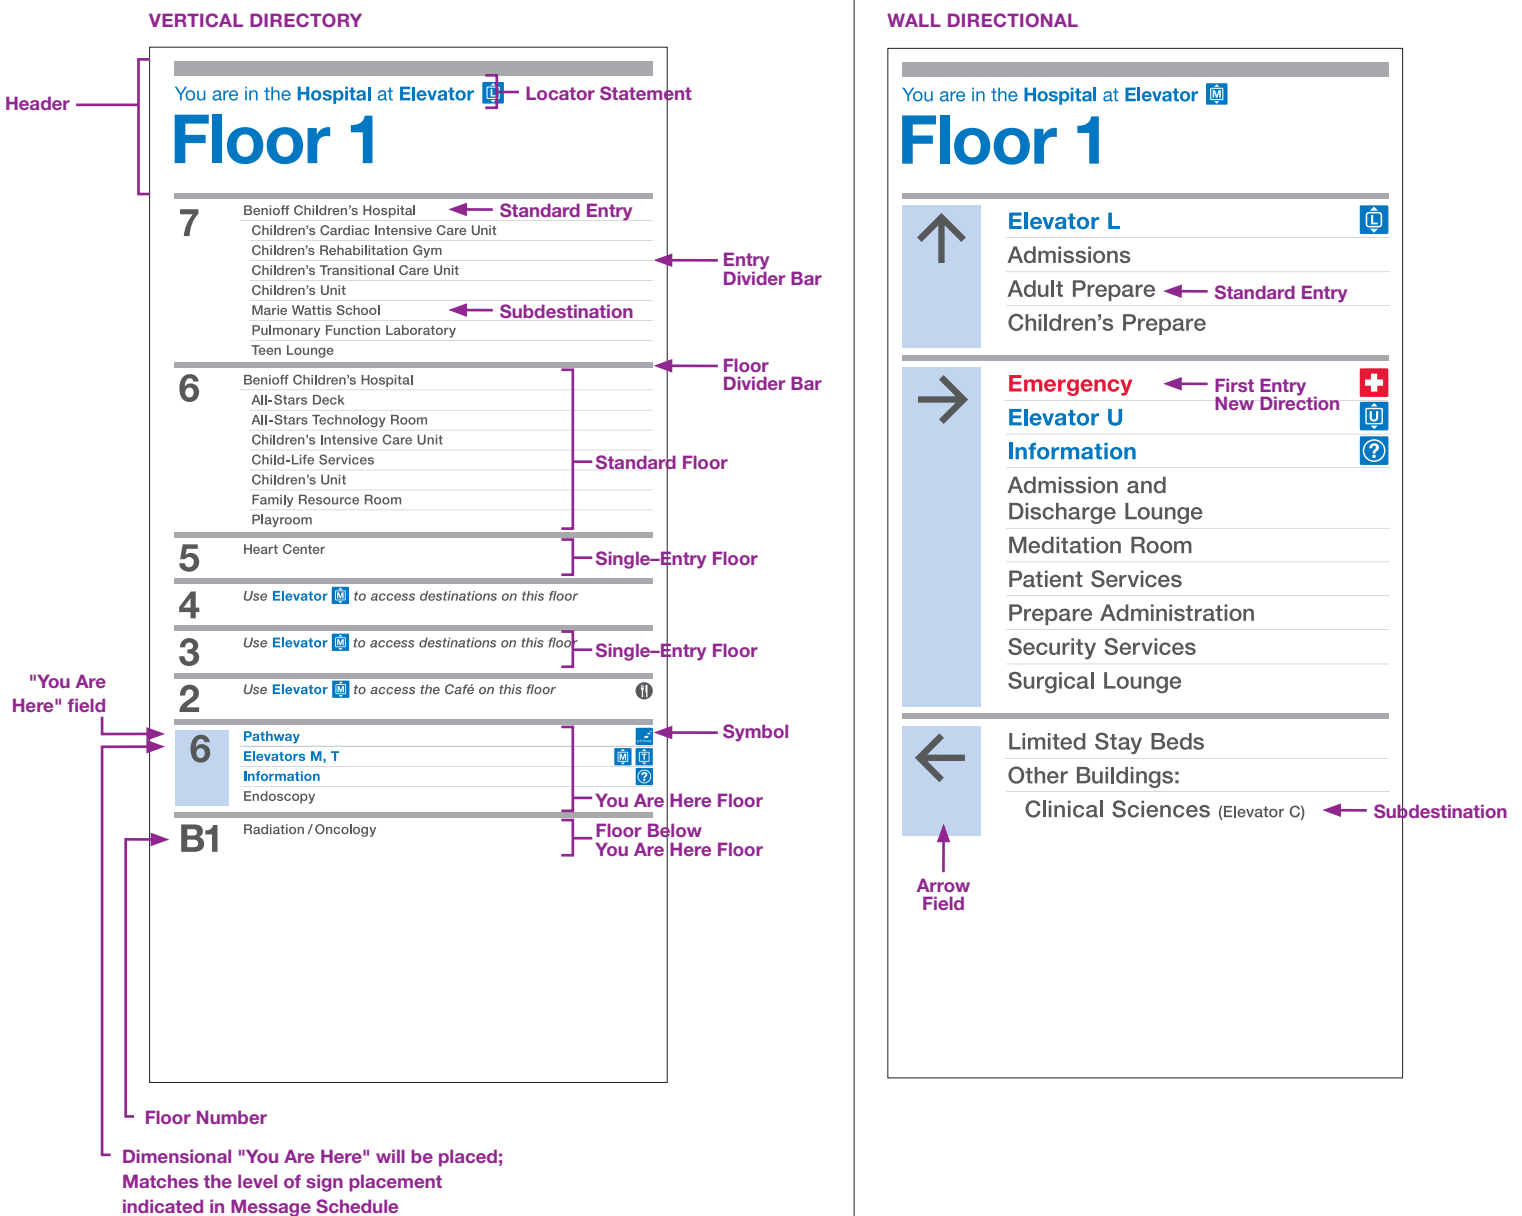 VERTICAL DIRECTORY
Header
You are in the Hospital at Elevator L
Locator Statement
Floor 1
7
Benioff Children's Hospital
Standard Entry
Children's Cardiac Intensive Care Unit
Children's Rehabilitation Gym
Entry
Divider Bar
Children's Transitional Care Unit
Children's Unit
Marie Wattis School
Subdestination
Pulmonary Function Laboratory
Teen Lounge
Floor
Divider Bar
6
Benioff Children's Hospital
All-Stars Deck
All-Stars Technology Room
Children's Intensive Care Unit
Child-Life Services
Standard Floor
Children's Unit
Family Resource Room
Playroom
5
Heart Center
Single–Entry Floor
4
Use Elevator M to access destinations on this floor
3
Use Elevator M to access destinations on this floor
Single–Entry Floor
2
Use Elevator M to access the Café on this floor
"You Are
Here" field
6
Pathway
Symbol
Elevators M, T
M T
Information
?
Endoscopy
You Are Here Floor
B1
Radiation / Oncology
Floor Below
You Are Here Floor
Floor Number
Dimensional "You Are Here" will be placed;
Matches the level of sign placement
indicated in Message Schedule
WALL DIRECTIONAL
You are in the Hospital at Elevator M
Floor 1
Elevator L
L
Admissions
Adult Prepare
Standard Entry
Children's Prepare
Emergency
First Entry
New Direction
Elevator U
U
Information
?
Admission and
Discharge Lounge
Meditation Room
Patient Services
Prepare Administration
Security Services
Surgical Lounge
Limited Stay Beds
Other Buildings:
Clinical Sciences (Elevator C)
Subdestination
Arrow
Field